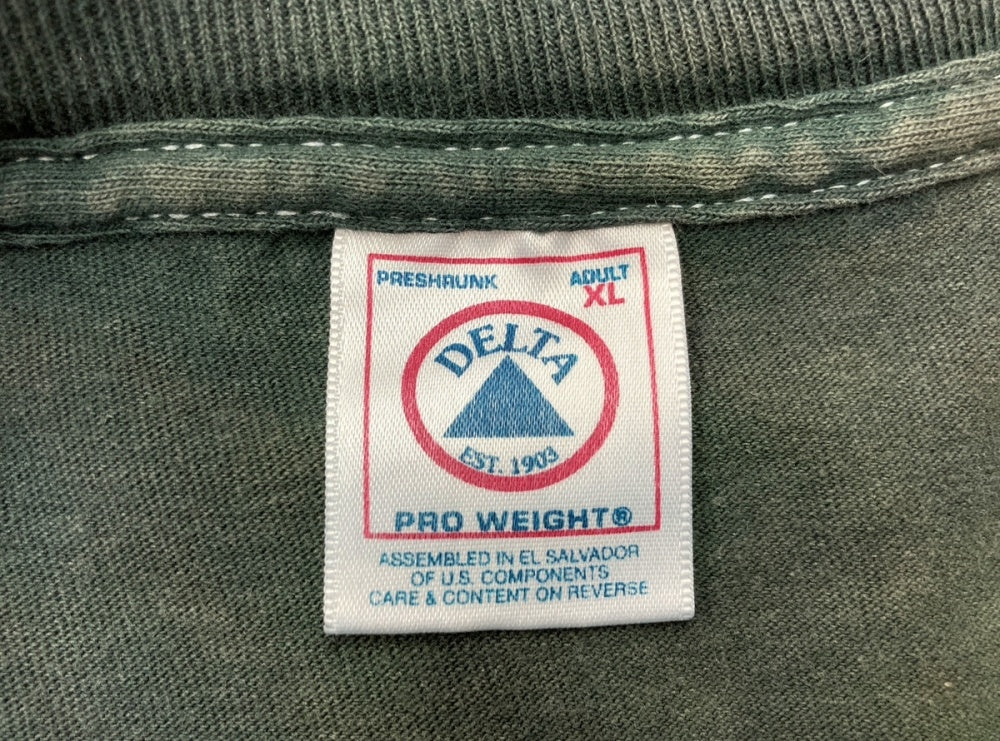 PRESHRUNK
ADULT
XL
DELTA
EST. 1903
PRO WEIGHT®
ASSEMBLED IN EL SALVADOR
OF U.S. COMPONENTS
CARE & CONTENT ON REVERSE